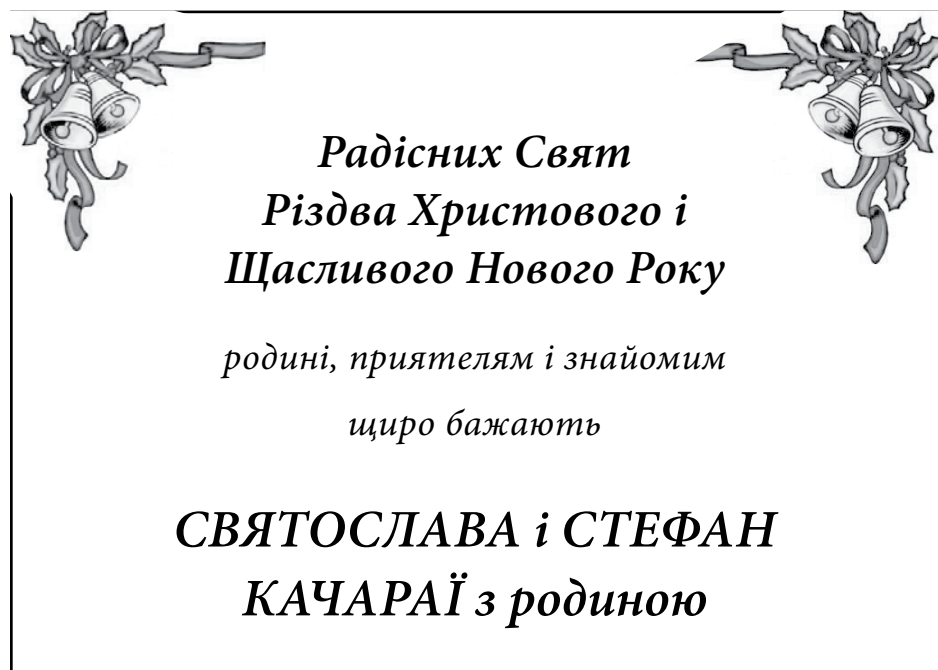 Радісних Свят
Різдва Христового і
Щасливого Нового Року
родині, приятелям і знайомим
щиро бажають
СВЯТОСЛАВА і СТЕФАН
КАЧАРАЇ з родиною